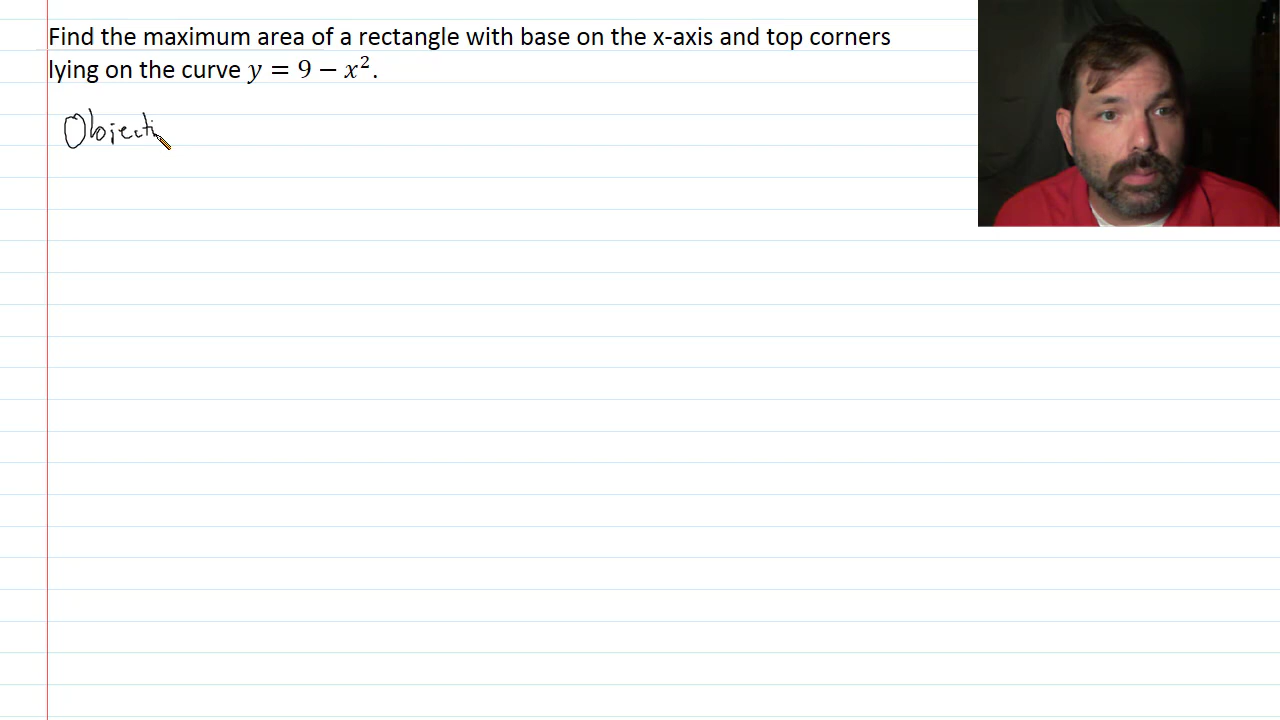 Find the maximum area of a rectangle with base on the x-axis and top corners
lying on the curve y = 9 − x².
Objecti